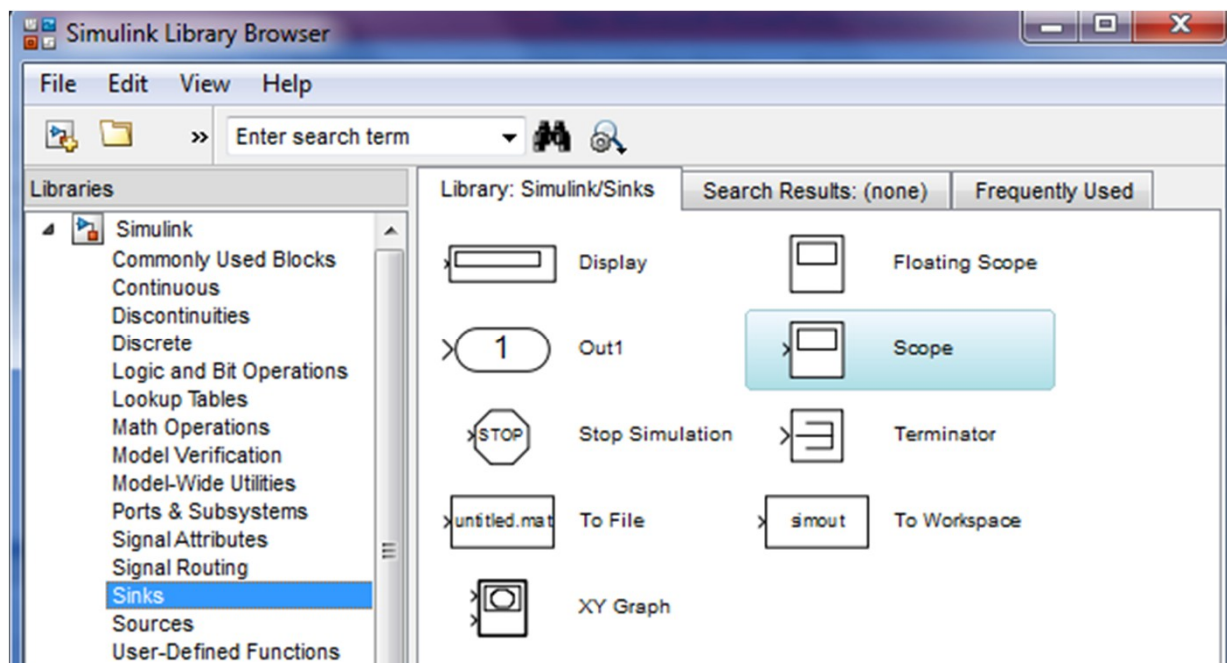 Simulink Library Browser
File Edit View Help
» Enter search term
Libraries
Library: Simulink/Sinks Search Results: (none) Frequently Used
Simulink
Commonly Used Blocks
Continuous
Discontinuities
Discrete
Logic and Bit Operations
Lookup Tables
Math Operations
Model Verification
Model-Wide Utilities
Ports & Subsystems
Signal Attributes
Signal Routing
Sinks
Sources
User-Defined Functions
Display Floating Scope
1 Out1 Scope
STOP Stop Simulation Terminator
untitled.mat To File simout To Workspace
XY Graph